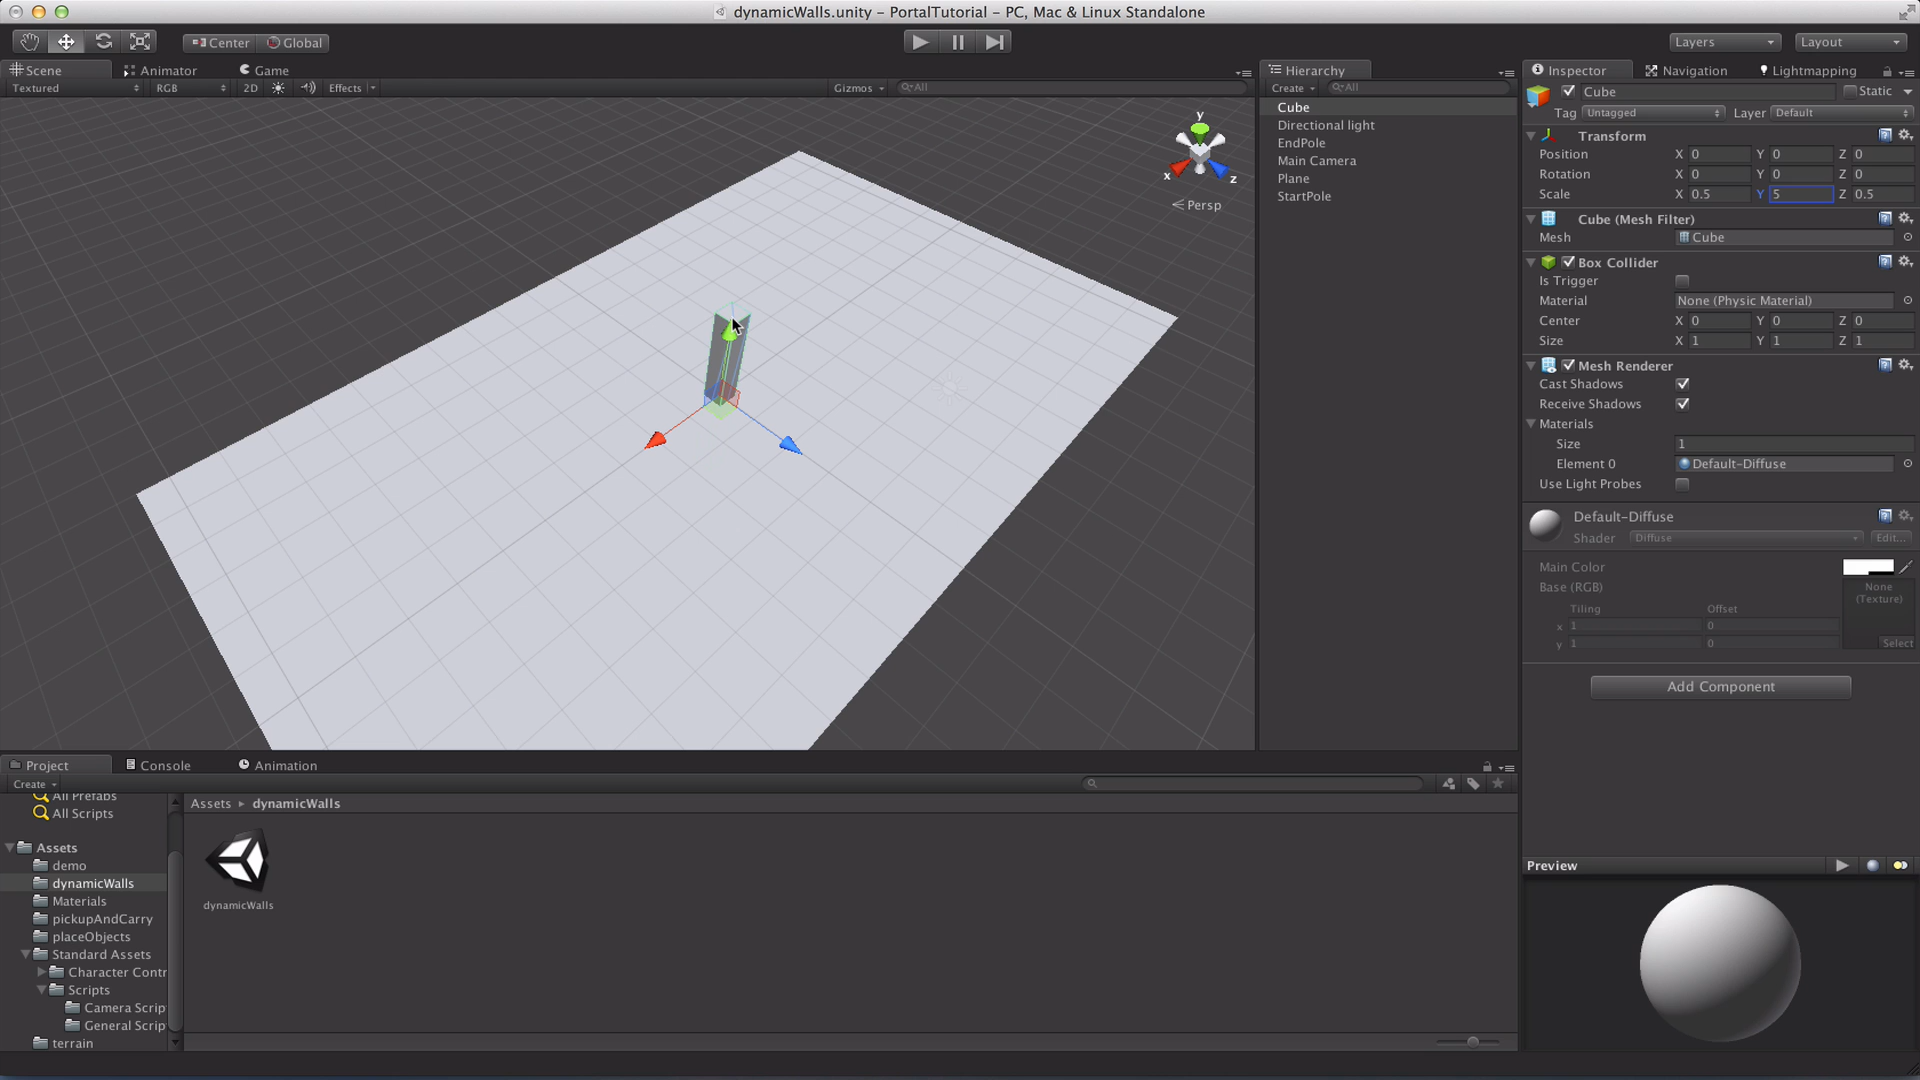 dynamicWalls.unity – PortalTutorial – PC, Mac & Linux Standalone
Center Global Layers Layout
Scene Animator Game
Textured RGB 2D Effects Gizmos All
y
x
z
Persp
Hierarchy
Create All
Cube
Directional light
EndPole
Main Camera
Plane
StartPole
Inspector Navigation Lightmapping
Cube Static
Tag Untagged Layer Default
Transform
Position X 0 Y 0 Z 0
Rotation X 0 Y 0 Z 0
Scale X 0.5 Y 5 Z 0.5
Cube (Mesh Filter)
Mesh Cube
Box Collider
Is Trigger
Material None (Physic Material)
Center X 0 Y 0 Z 0
Size X 1 Y 1 Z 1
Mesh Renderer
Cast Shadows
Receive Shadows
Materials
Size 1
Element 0 Default-Diffuse
Use Light Probes
Default-Diffuse
Shader Diffuse Edit...
Main Color
Base (RGB) None
(Texture)
Tiling Offset
x 1 0
y 1 0
Select
Add Component
Preview
Project Console Animation
Create
All Prefabs
All Scripts
Assets
demo
dynamicWalls
Materials
pickupAndCarry
placeObjects
Standard Assets
Character Contr
Scripts
Camera Scrip
General Scrip
terrain
Assets ▸ dynamicWalls
dynamicWalls